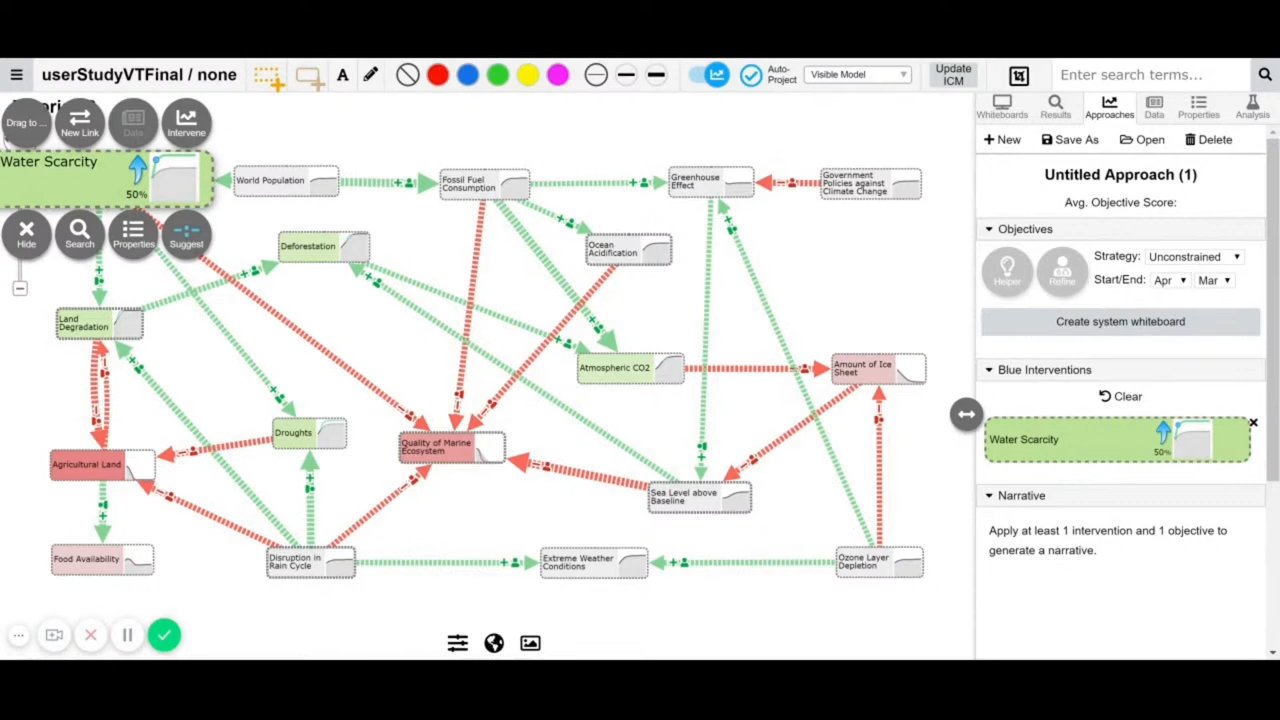 userStudyVTFinal / none
A
Auto-
Project
Visible Model
Update
ICM
Enter search terms...
Drag to ...
New Link
Data
Intervene
Whiteboards
Results
Approaches
Data
Properties
Analysis
New
Save As
Open
Delete
Water Scarcity
50%
World Population
Fossil Fuel
Consumption
Greenhouse
Effect
Government
Policies against
Climate Change
Untitled Approach (1)
Avg. Objective Score:
Hide
Search
Properties
Suggest
Deforestation
Ocean
Acidification
Objectives
Helper
Refine
Strategy:
Unconstrained
Start/End:
Apr
Mar
Create system whiteboard
Land
Degradation
Atmospheric CO2
Amount of Ice
Sheet
Blue Interventions
Clear
Droughts
Quality of Marine
Ecosystem
Water Scarcity
50%
Agricultural Land
Sea Level above
Baseline
Narrative
Apply at least 1 intervention and 1 objective to
generate a narrative.
Food Availability
Disruption in
Rain Cycle
Extreme Weather
Conditions
Ozone Layer
Depletion